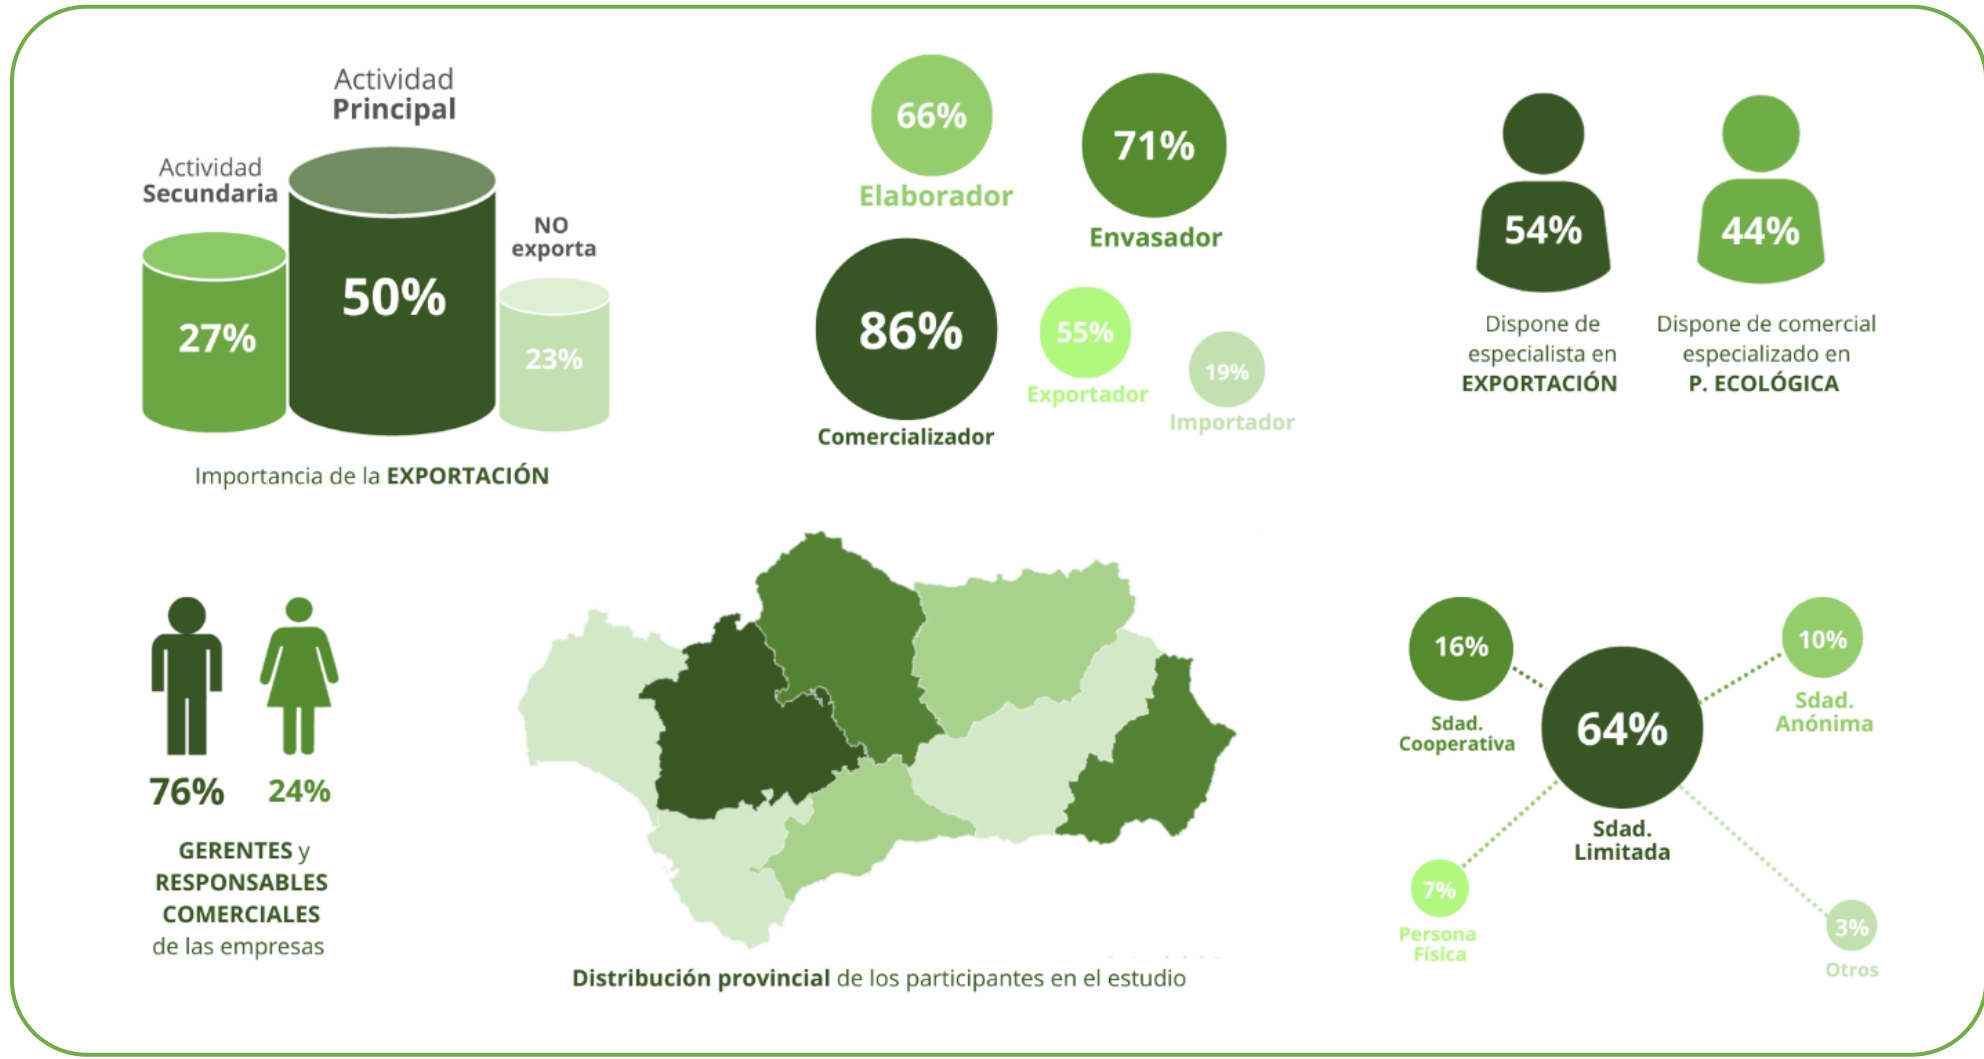 Actividad
Principal
Actividad
Secundaria
NO
exporta
50%
27%
23%
Importancia de la EXPORTACIÓN
66%
Elaborador
71%
Envasador
86%
Comercializador
55%
Exportador
19%
Importador
54%
Dispone de
especialista en
EXPORTACIÓN
44%
Dispone de comercial
especializado en
P. ECOLÓGICA
76%
24%
GERENTES y
RESPONSABLES
COMERCIALES
de las empresas
Distribución provincial de los participantes en el estudio
16%
Sdad.
Cooperativa
64%
Sdad.
Limitada
10%
Sdad.
Anónima
7%
Persona
Física
3%
Otros